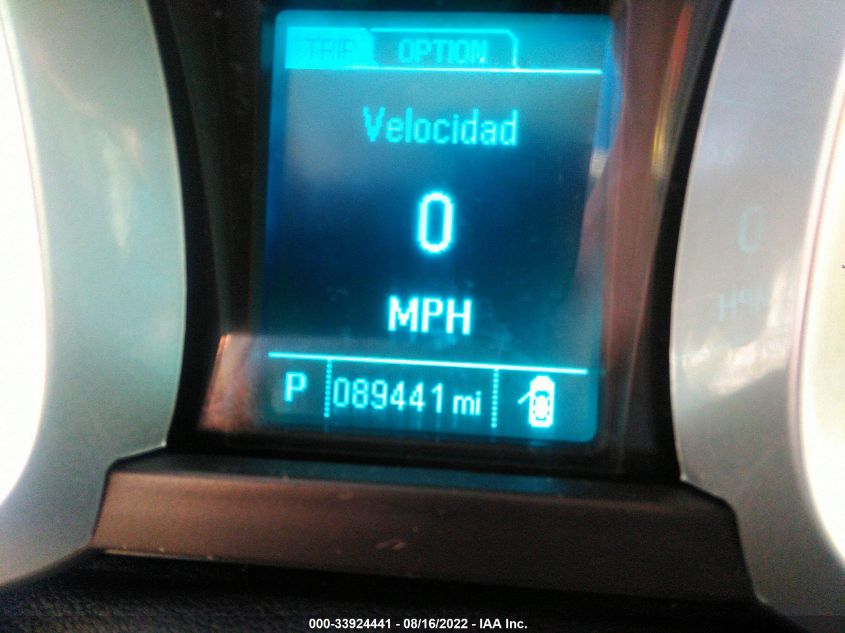 TRIP OPTION
Velocidad
0
MPH
P 089441 mi
000-33924441 - 08/16/2022 - IAA Inc.